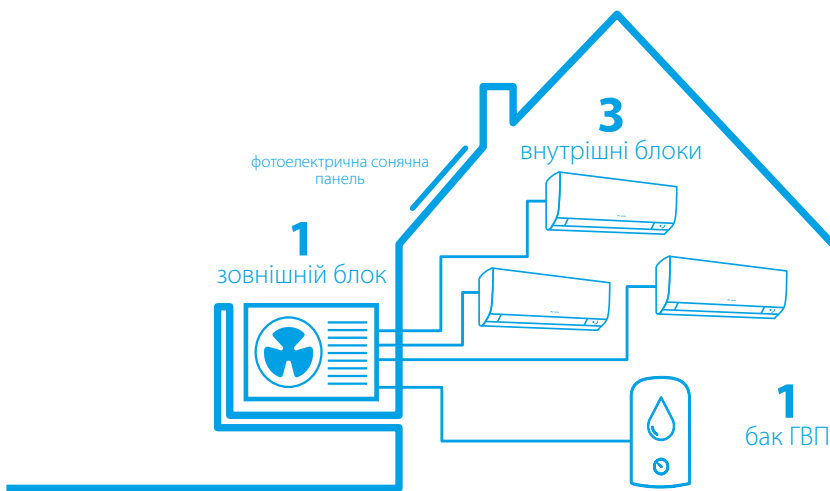 3
внутрішні блоки
фотоелектрична сонячна
панель
1
зовнішній блок
1
бак ГВП